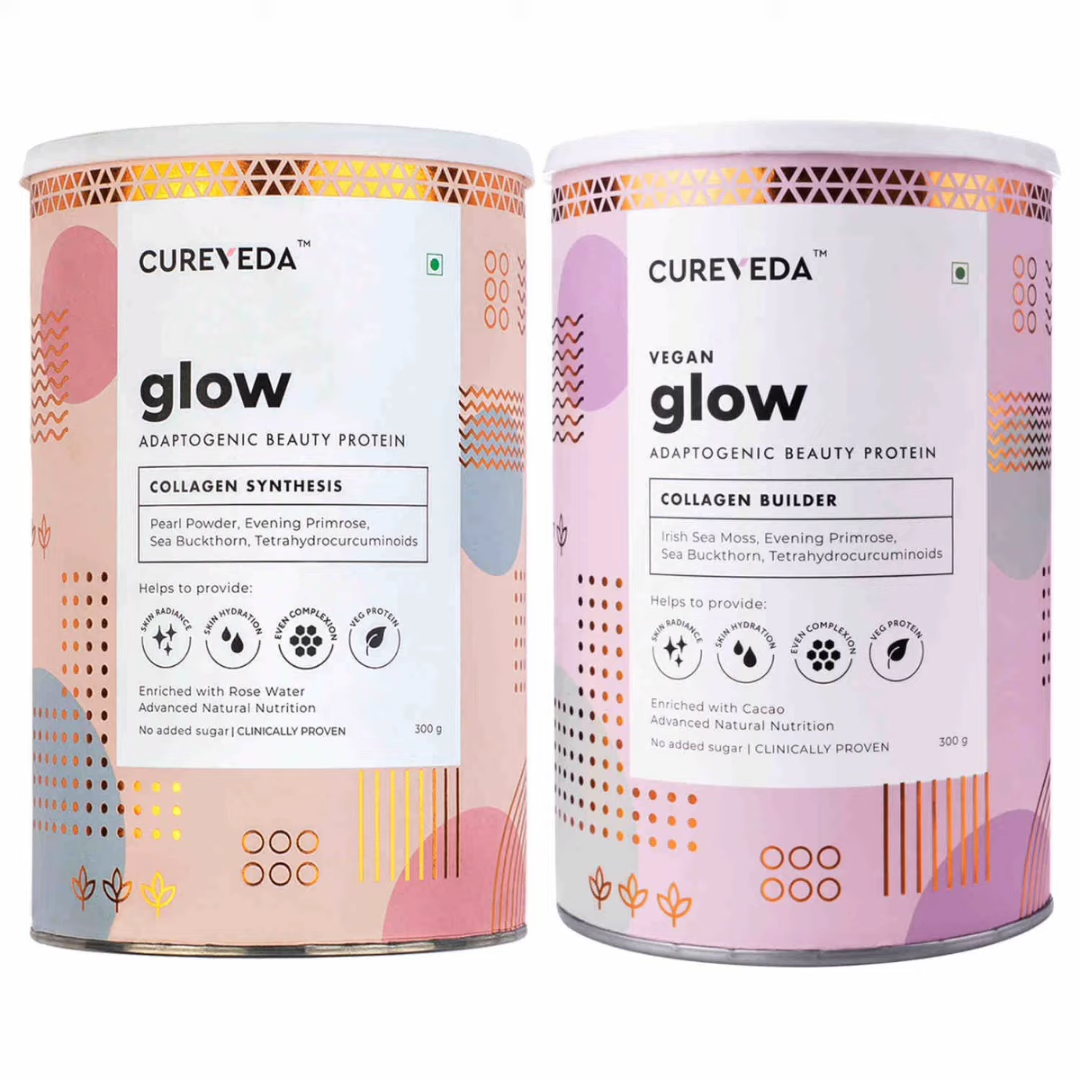 CUREVEDA™
glow
ADAPTOGENIC BEAUTY PROTEIN
COLLAGEN SYNTHESIS
Pearl Powder, Evening Primrose,
Sea Buckthorn, Tetrahydrocurcuminoids
Helps to provide:
SKIN RADIANCE
SKIN HYDRATION
EVEN COMPLEXION
VEG PROTEIN
Enriched with Rose Water
Advanced Natural Nutrition
No added sugar | CLINICALLY PROVEN
300 g
CUREVEDA™
VEGAN
glow
ADAPTOGENIC BEAUTY PROTEIN
COLLAGEN BUILDER
Irish Sea Moss, Evening Primrose,
Sea Buckthorn, Tetrahydrocurcuminoids
Helps to provide:
SKIN RADIANCE
SKIN HYDRATION
EVEN COMPLEXION
VEG PROTEIN
Enriched with Cacao
Advanced Natural Nutrition
No added sugar | CLINICALLY PROVEN
300 g